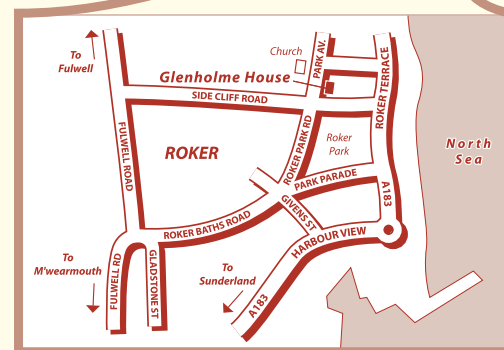 To
Fulwell
Church
PARK AV.
Glenholme House
SIDE CLIFF ROAD
ROKER TERRACE
FULWELL ROAD
ROKER
ROKER PARK RD
Roker
Park
North
Sea
PARK PARADE
A183
GIVENS ST
ROKER BATHS ROAD
HARBOUR VIEW
To
M'wearmouth
FULWELL RD
GLADSTONE ST
To
Sunderland
A183